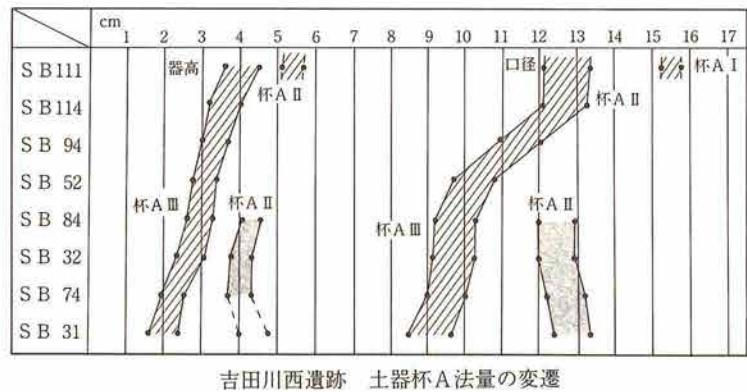 cm
1 2 3 4 5 6 7 8 9 10 11 12 13 14 15 16 17
SB111 器高 口径 杯AⅠ
杯AⅡ 杯AⅡ
SB114
SB 94
SB 52
杯AⅢ 杯AⅡ 杯AⅡ
SB 84 杯AⅢ
SB 32
SB 74
SB 31
吉田川西遺跡 土器杯A法量の変遷